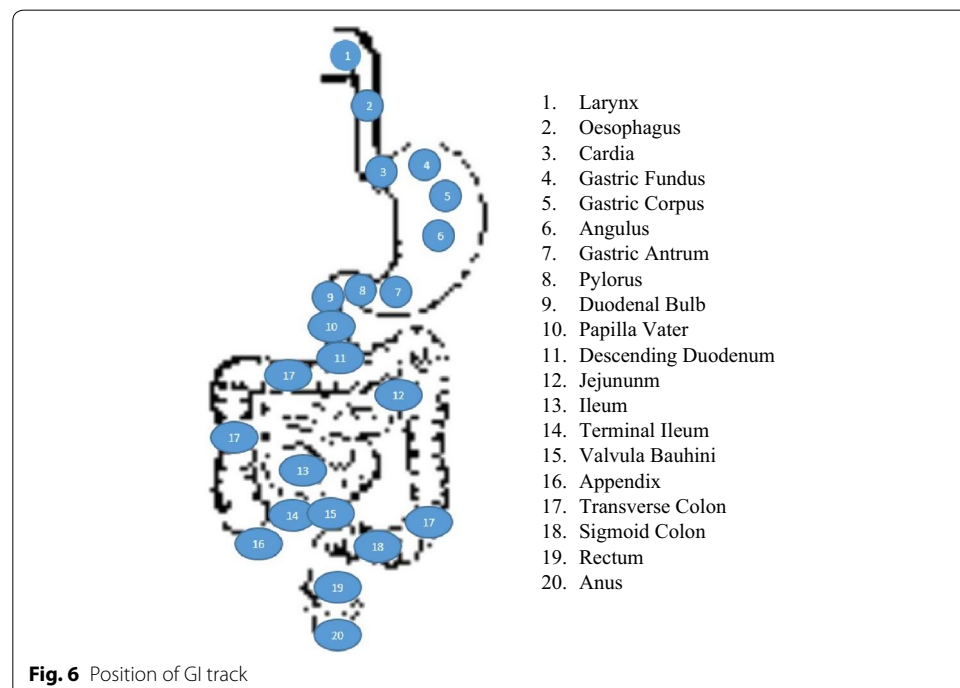 1
2
3
4
5
6
7
8
9
10
11
17
12
17
13
14
15
17
16
18
19
20
1. Larynx
2. Oesophagus
3. Cardia
4. Gastric Fundus
5. Gastric Corpus
6. Angulus
7. Gastric Antrum
8. Pylorus
9. Duodenal Bulb
10. Papilla Vater
11. Descending Duodenum
12. Jejununm
13. Ileum
14. Terminal Ileum
15. Valvula Bauhini
16. Appendix
17. Transverse Colon
18. Sigmoid Colon
19. Rectum
20. Anus
Fig. 6 Position of GI track